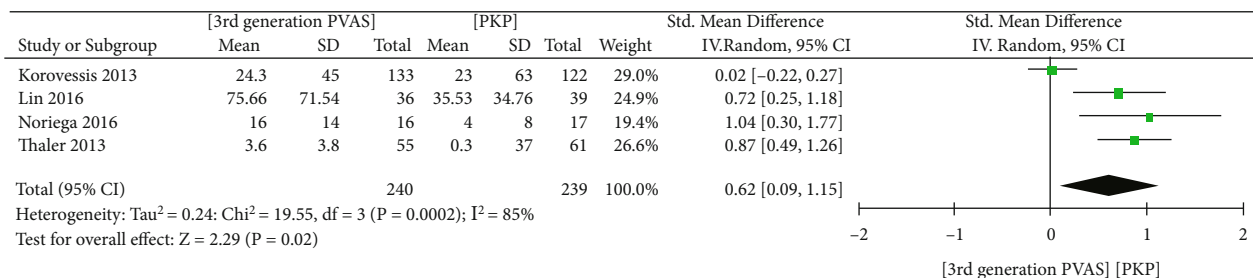 [3rd generation PVAS] [PKP] Std. Mean Difference Std. Mean Difference
Study or Subgroup Mean SD Total Mean SD Total Weight IV.Random, 95% CI IV. Random, 95% CI
Korovessis 2013 24.3 45 133 23 63 122 29.0% 0.02 [–0.22, 0.27]
Lin 2016 75.66 71.54 36 35.53 34.76 39 24.9% 0.72 [0.25, 1.18]
Noriega 2016 16 14 16 4 8 17 19.4% 1.04 [0.30, 1.77]
Thaler 2013 3.6 3.8 55 0.3 37 61 26.6% 0.87 [0.49, 1.26]
Total (95% CI) 240 239 100.0% 0.62 [0.09, 1.15]
Heterogeneity: Tau² = 0.24: Chi² = 19.55, df = 3 (P = 0.0002); I² = 85%
Test for overall effect: Z = 2.29 (P = 0.02)
–2 –1 0 1 2
[3rd generation PVAS] [PKP]